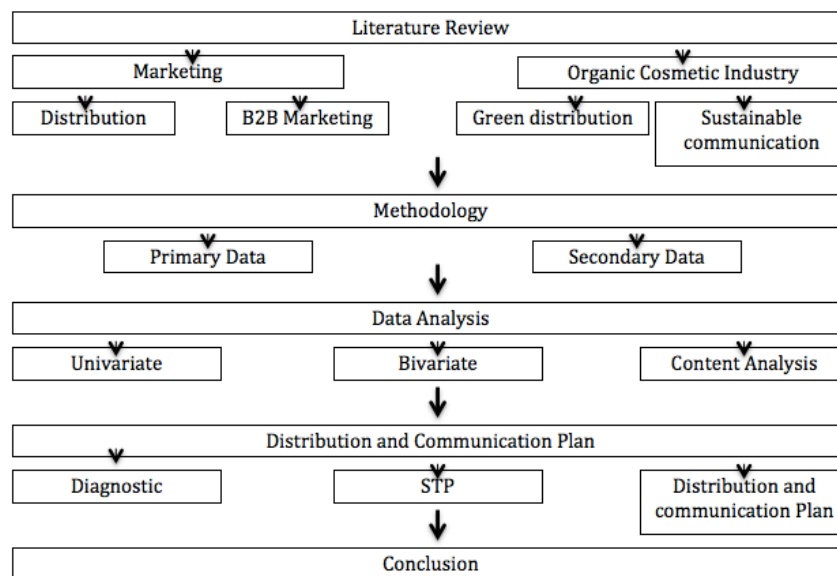 Literature Review
Marketing
Organic Cosmetic Industry
Distribution
B2B Marketing
Green distribution
Sustainable
communication
Methodology
Primary Data
Secondary Data
Data Analysis
Univariate
Bivariate
Content Analysis
Distribution and Communication Plan
Diagnostic
STP
Distribution and
communication Plan
Conclusion